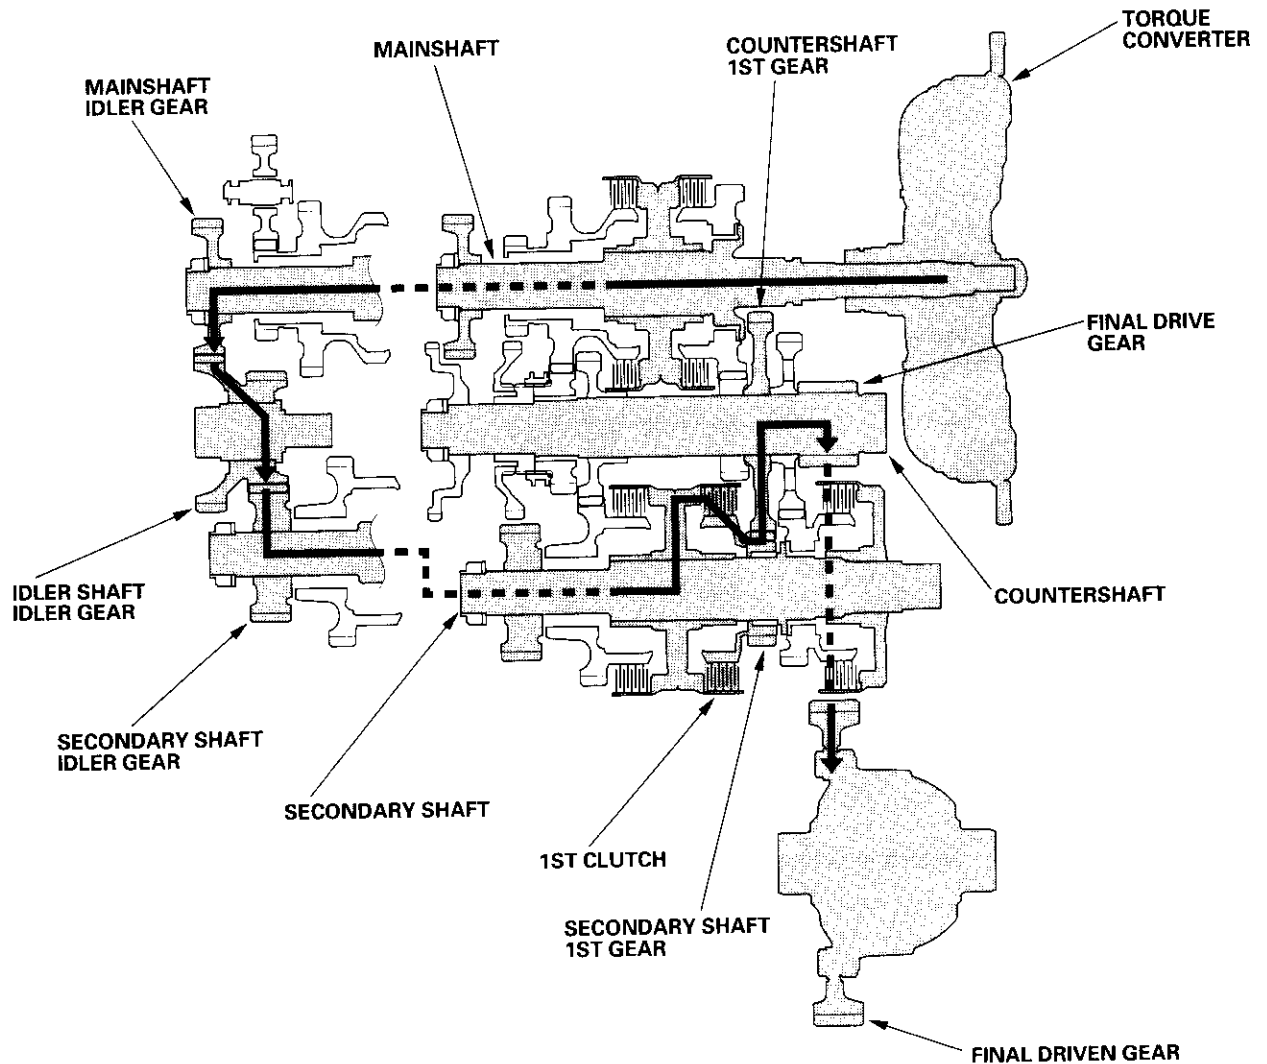 TORQUE
CONVERTER
MAINSHAFT
COUNTERSHAFT
1ST GEAR
MAINSHAFT
IDLER GEAR
FINAL DRIVE
GEAR
IDLER SHAFT
IDLER GEAR
COUNTERSHAFT
SECONDARY SHAFT
IDLER GEAR
SECONDARY SHAFT
1ST CLUTCH
SECONDARY SHAFT
1ST GEAR
FINAL DRIVEN GEAR